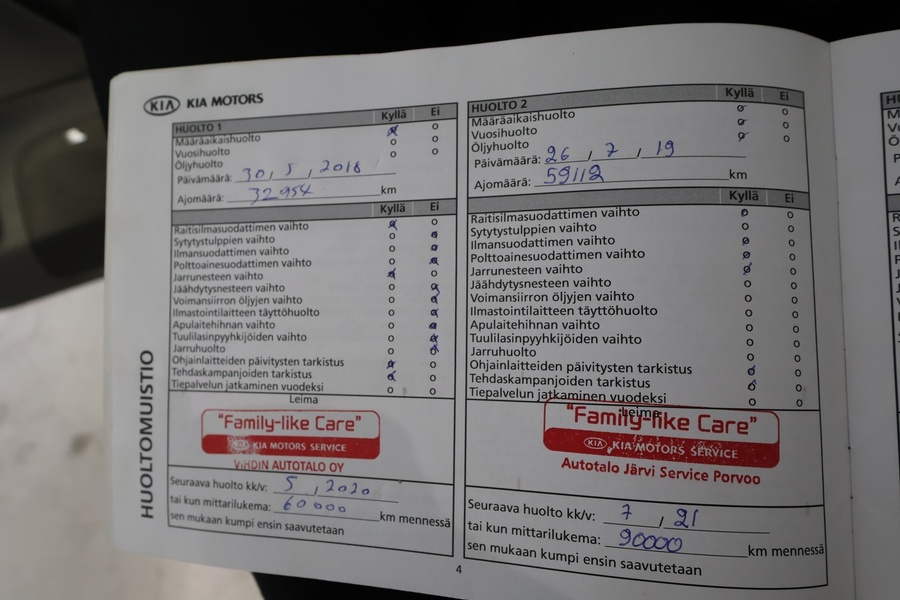 KIA KIA MOTORS
HUOLTOMUISTIO
HUOLTO 1 Kyllä Ei
Määräaikaishuolto
Vuosihuolto
Öljyhuolto
Päivämäärä: 30, 5, 2018
Ajomäärä: 32954 km
Kyllä Ei
Raitisilmasuodattimen vaihto
Sytytystulppien vaihto
Ilmansuodattimen vaihto
Polttoainesuodattimen vaihto
Jarrunesteen vaihto
Jäähdytysnesteen vaihto
Voimansiirron öljyjen vaihto
Ilmastointilaitteen täyttöhuolto
Apulaitehihnan vaihto
Tuulilasinpyyhkijöiden vaihto
Jarruhuolto
Ohjainlaitteiden päivitysten tarkistus
Tehdaskampanjoiden tarkistus
Tiepalvelun jatkaminen vuodeksi
Leima
"Family-like Care"
KIA KIA MOTORS SERVICE
VIRDIN AUTOTALO OY
Seuraava huolto kk/v: 5, 2020
tai kun mittarilukema: 60 000 km mennessä
sen mukaan kumpi ensin saavutetaan
HUOLTO 2 Kyllä Ei
Määräaikaishuolto
Vuosihuolto
Öljyhuolto
Päivämäärä: 26, 7, 19
Ajomäärä: 59112 km
Kyllä Ei
Raitisilmasuodattimen vaihto
Sytytystulppien vaihto
Ilmansuodattimen vaihto
Polttoainesuodattimen vaihto
Jarrunesteen vaihto
Jäähdytysnesteen vaihto
Voimansiirron öljyjen vaihto
Ilmastointilaitteen täyttöhuolto
Apulaitehihnan vaihto
Tuulilasinpyyhkijöiden vaihto
Jarruhuolto
Ohjainlaitteiden päivitysten tarkistus
Tehdaskampanjoiden tarkistus
Tiepalvelun jatkaminen vuodeksi
Leima
"Family-like Care"
KIA KIA MOTORS SERVICE
Autotalo Järvi Service Porvoo
Seuraava huolto kk/v: 7, 21
tai kun mittarilukema: 90000 km mennessä
sen mukaan kumpi ensin saavutetaan
4